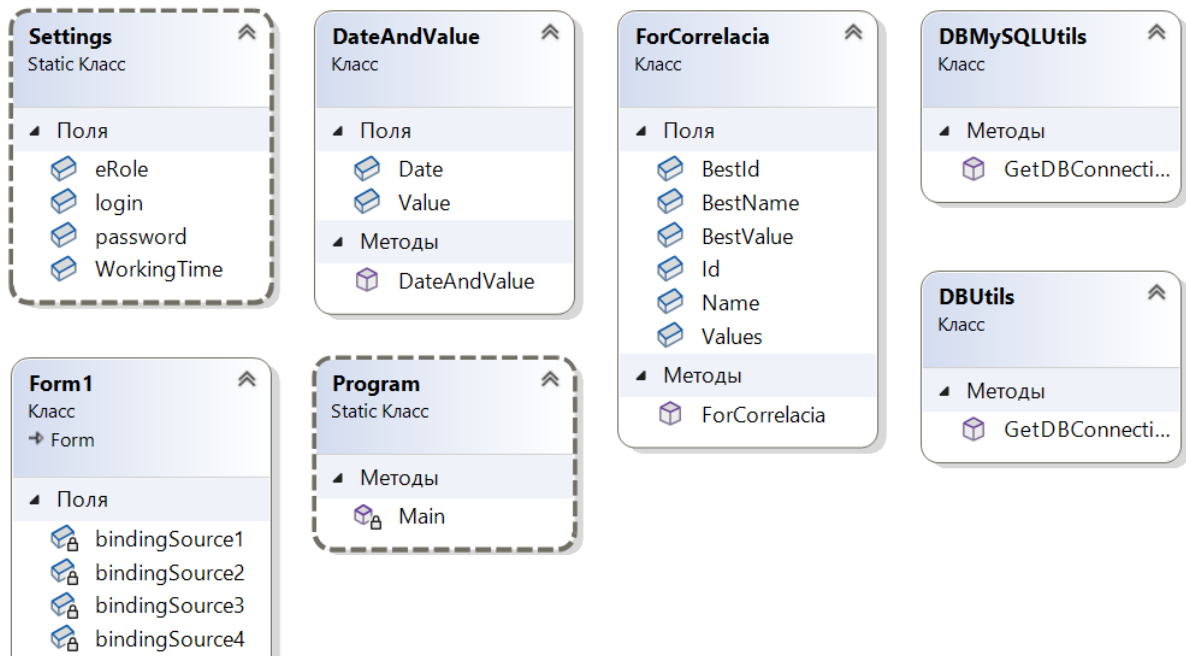 Settings
Static Класс
Поля
eRole
login
password
WorkingTime
DateAndValue
Класс
Поля
Date
Value
Методы
DateAndValue
ForCorrelacia
Класс
Поля
BestId
BestName
BestValue
Id
Name
Values
Методы
ForCorrelacia
DBMySQLUtils
Класс
Методы
GetDBConnecti...
DBUtils
Класс
Методы
GetDBConnecti...
Form1
Класс
Form
Поля
bindingSource1
bindingSource2
bindingSource3
bindingSource4
Program
Static Класс
Методы
Main